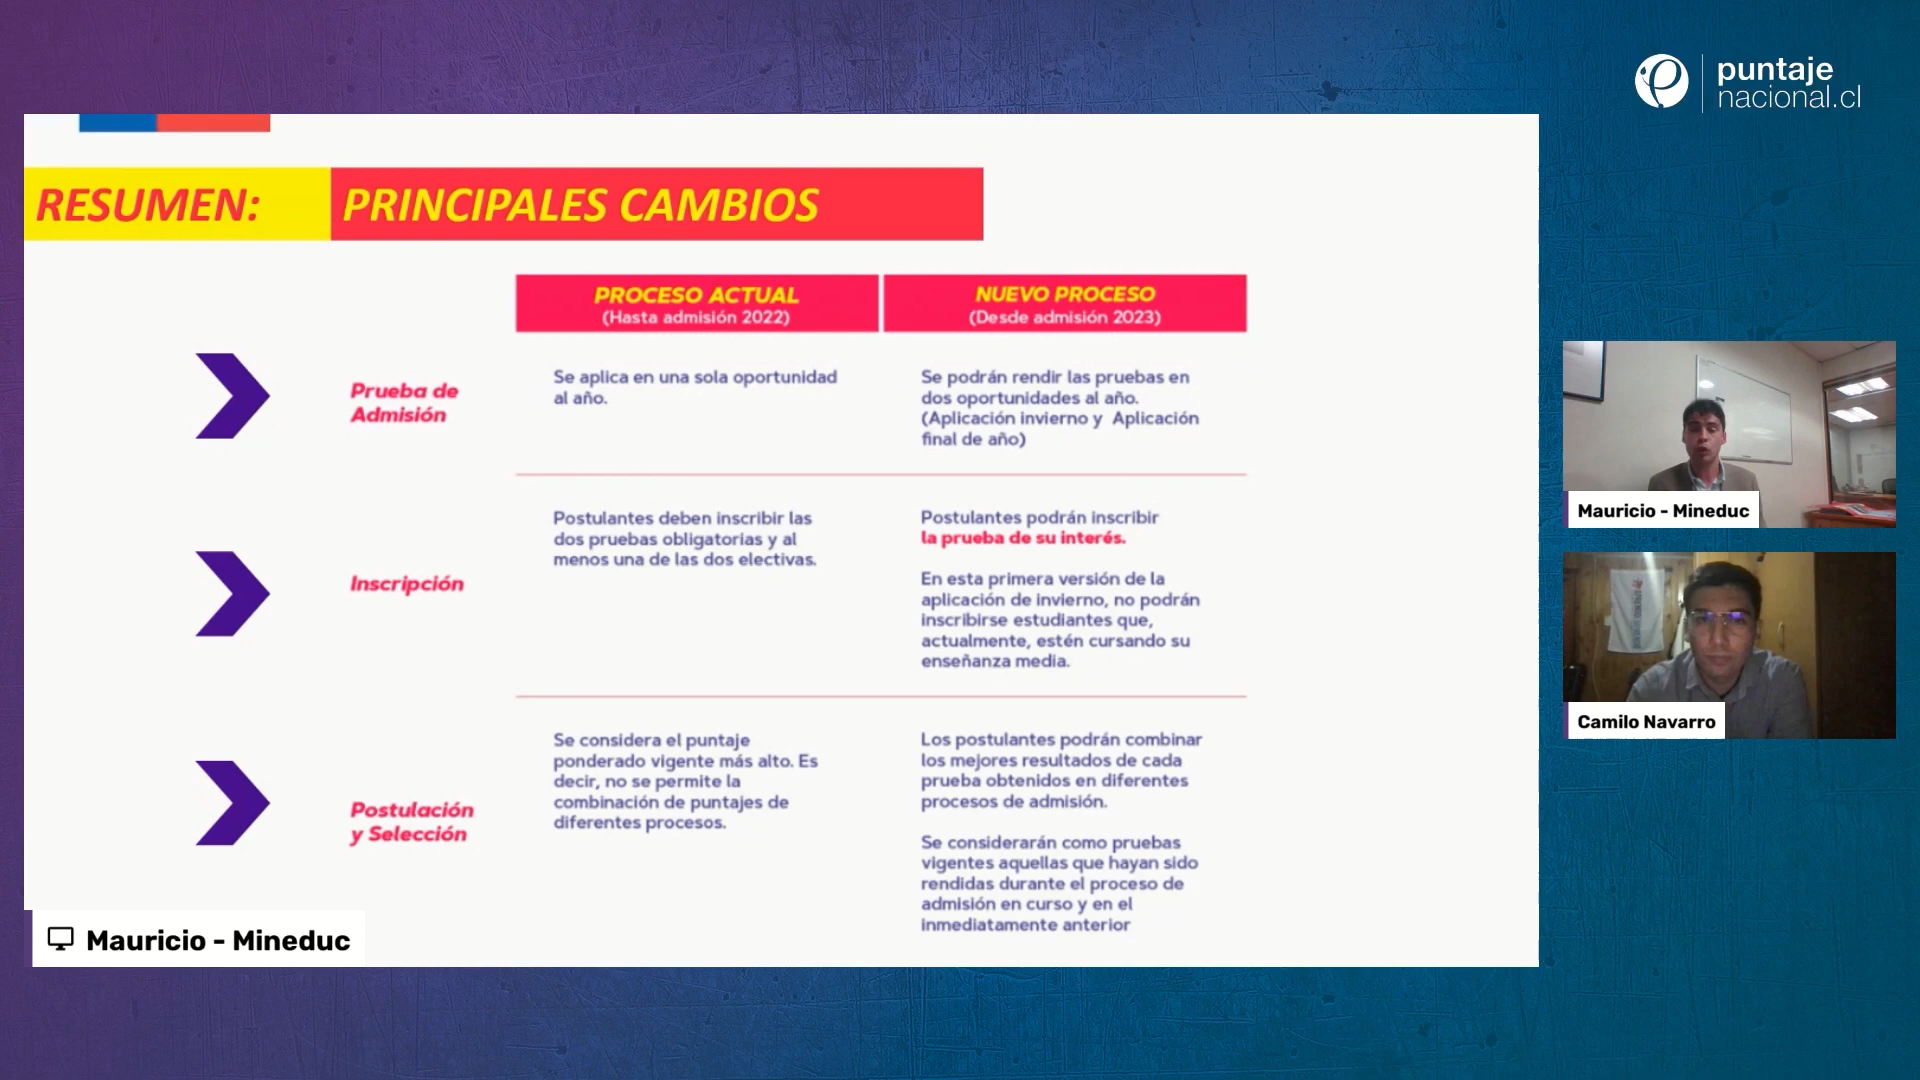 puntaje
nacional.cl
RESUMEN: PRINCIPALES CAMBIOS
PROCESO ACTUAL
(Hasta admisión 2022)
NUEVO PROCESO
(Desde admisión 2023)
Prueba de
Admisión
Se aplica en una sola oportunidad
al año.
Se podrán rendir las pruebas en
dos oportunidades al año.
(Aplicación invierno y Aplicación
final de año)
Inscripción
Postulantes deben inscribir las
dos pruebas obligatorias y al
menos una de las dos electivas.
Postulantes podrán inscribir
la prueba de su interés.
En esta primera versión de la
aplicación de invierno, no podrán
inscribirse estudiantes que,
actualmente, estén cursando su
enseñanza media.
Postulación
y Selección
Se considera el puntaje
ponderado vigente más alto. Es
decir, no se permite la
combinación de puntajes de
diferentes procesos.
Los postulantes podrán combinar
los mejores resultados de cada
prueba obtenidos en diferentes
procesos de admisión.
Se considerarán como pruebas
vigentes aquellas que hayan sido
rendidas durante el proceso de
admisión en curso y en el
inmediatamente anterior
Mauricio - Mineduc
Mauricio - Mineduc
Camilo Navarro